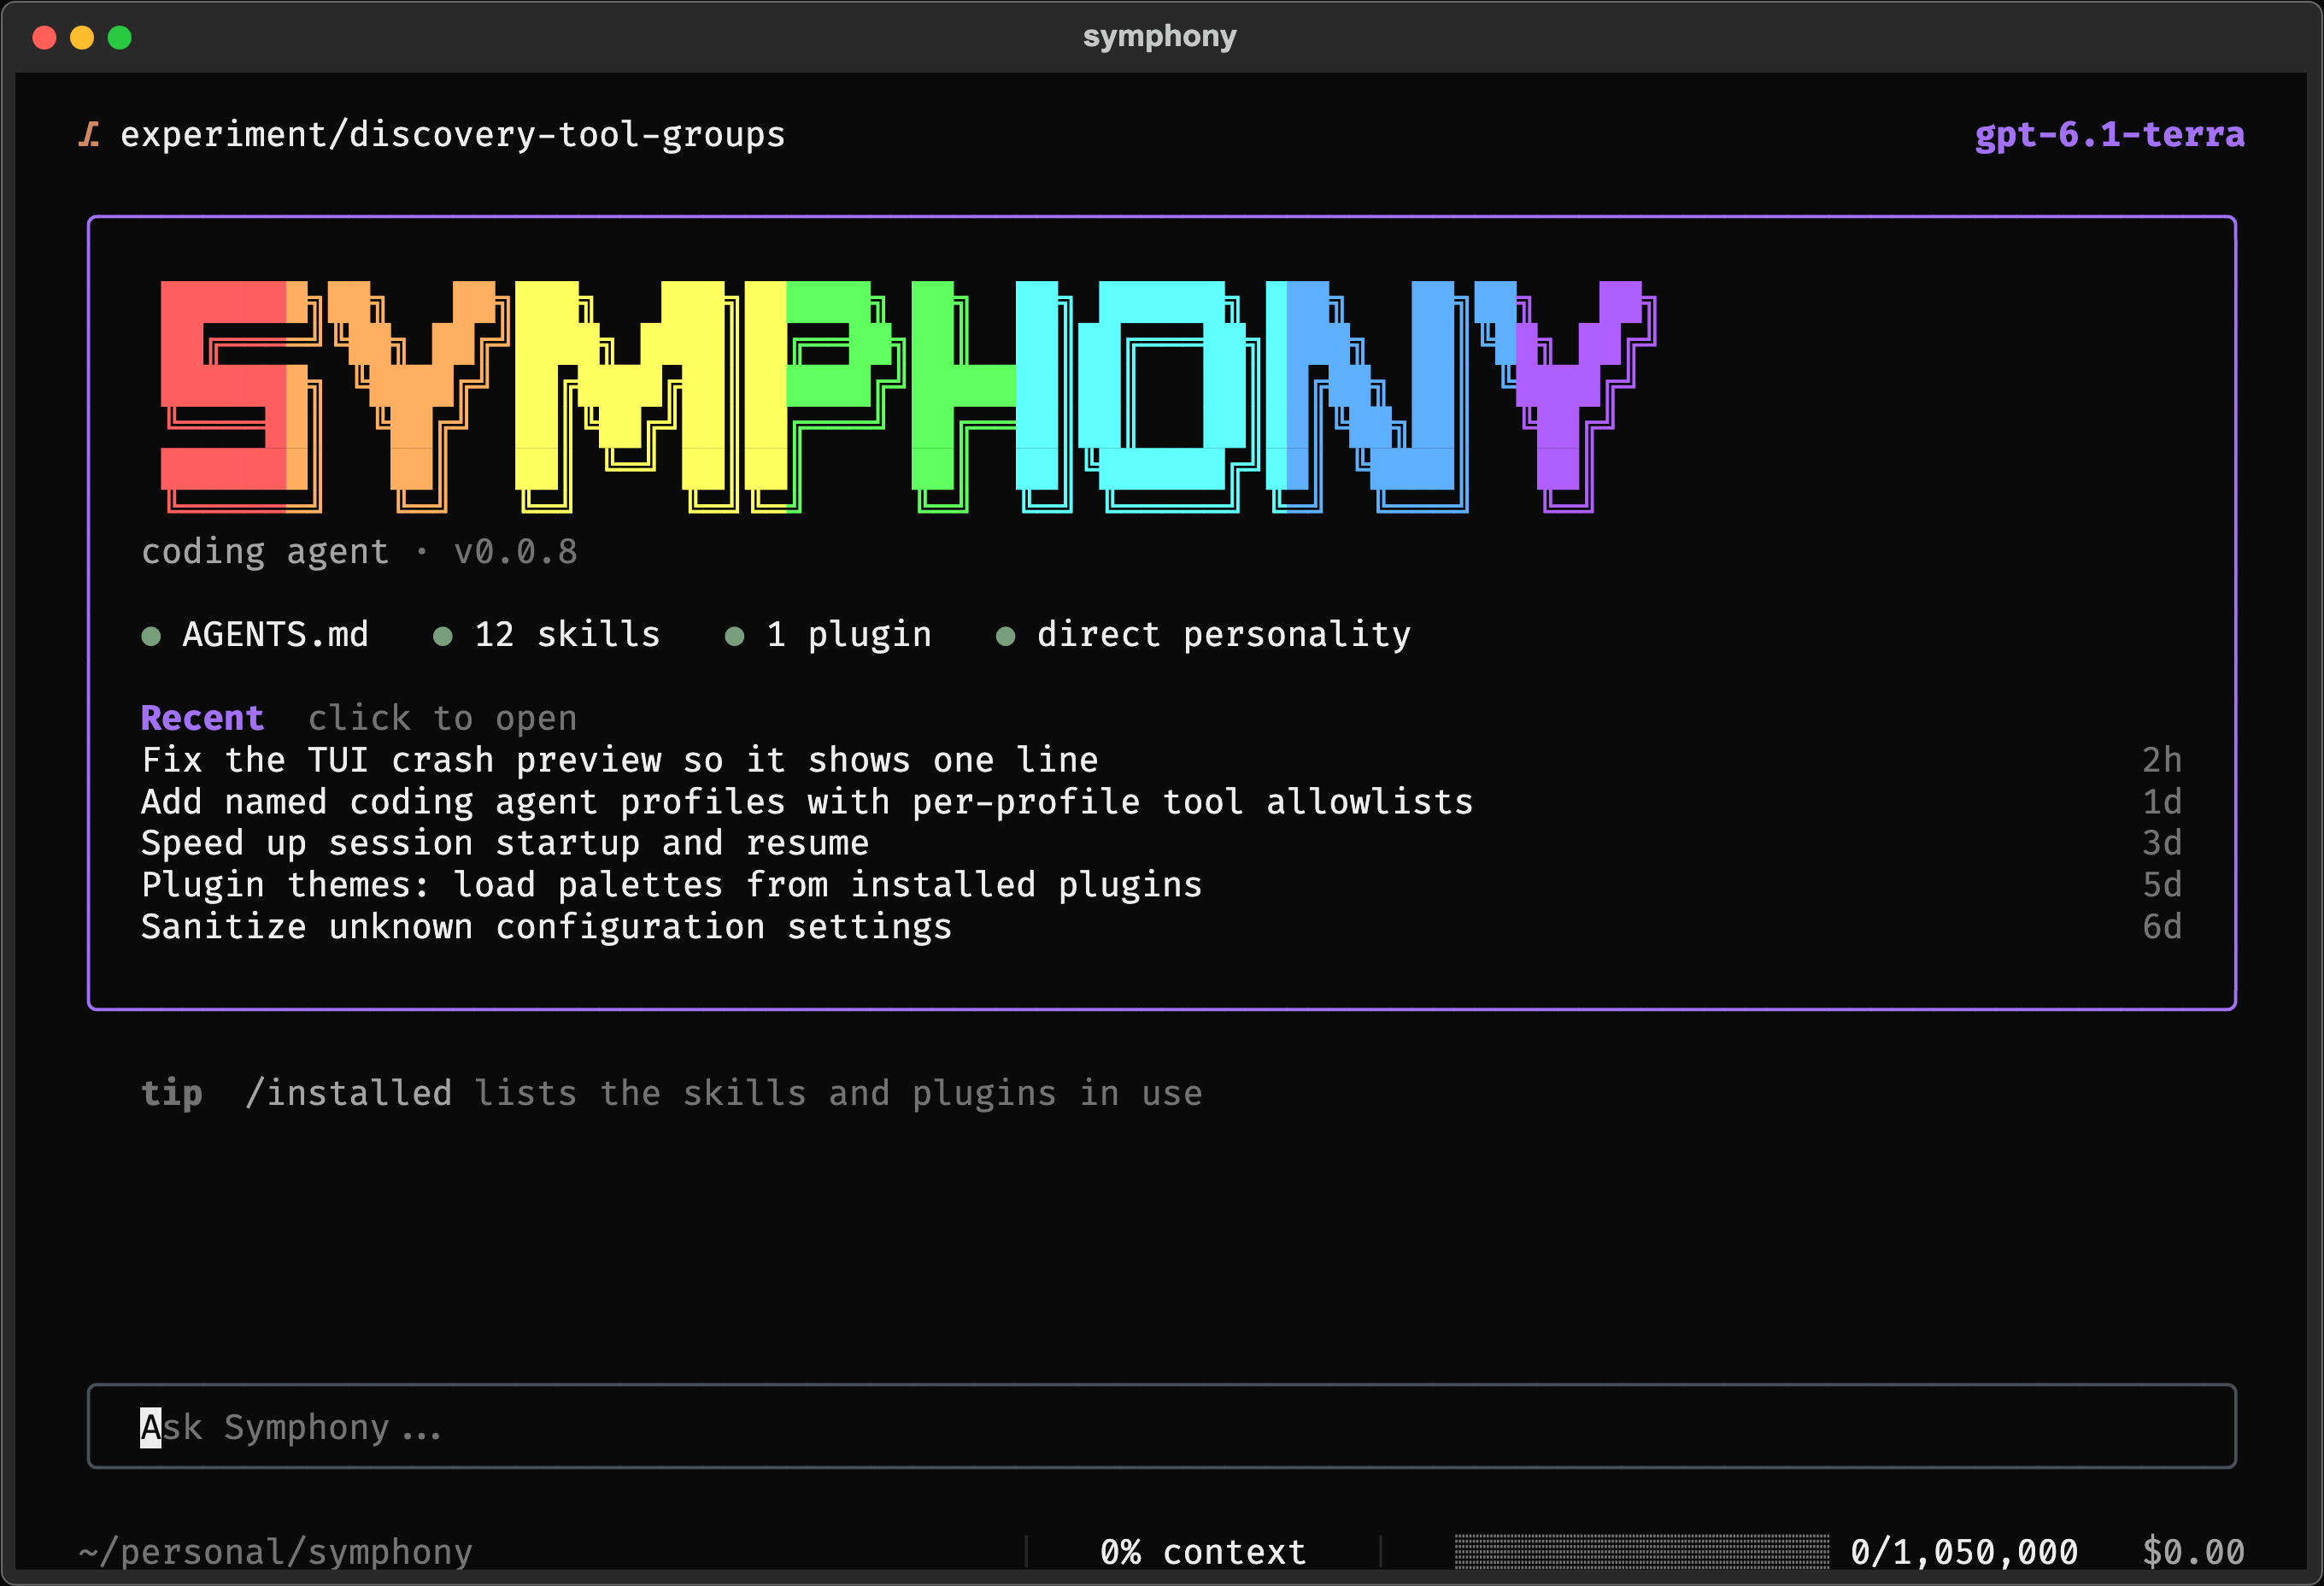 symphony
experiment/discovery-tool-groups gpt-6.1-terra
SYMPHONY
coding agent · v0.0.8
● AGENTS.md ● 12 skills ● 1 plugin ● direct personality
Recent click to open
Fix the TUI crash preview so it shows one line 2h
Add named coding agent profiles with per-profile tool allowlists 1d
Speed up session startup and resume 3d
Plugin themes: load palettes from installed plugins 5d
Sanitize unknown configuration settings 6d
tip /installed lists the skills and plugins in use
Ask Symphony...
~/personal/symphony 0% context 0/1,050,000 $0.00